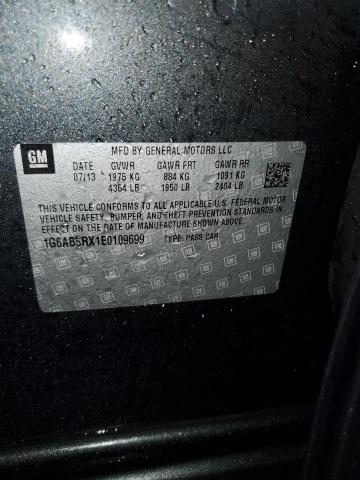 GM
MFD BY GENERAL MOTORS LLC
DATE GVWR GAWR FRT GAWR RR
07/13 1975 KG 884 KG 1091 KG
4354 LB 1950 LB 2404 LB
THIS VEHICLE CONFORMS TO ALL APPLICABLE U.S. FEDERAL MOTOR
VEHICLE SAFETY, BUMPER, AND THEFT PREVENTION STANDARDS IN
EFFECT ON THE DATE OF MANUFACTURE SHOWN ABOVE.
1G6AB5RX1E0109699 TYPE: PASS CAR